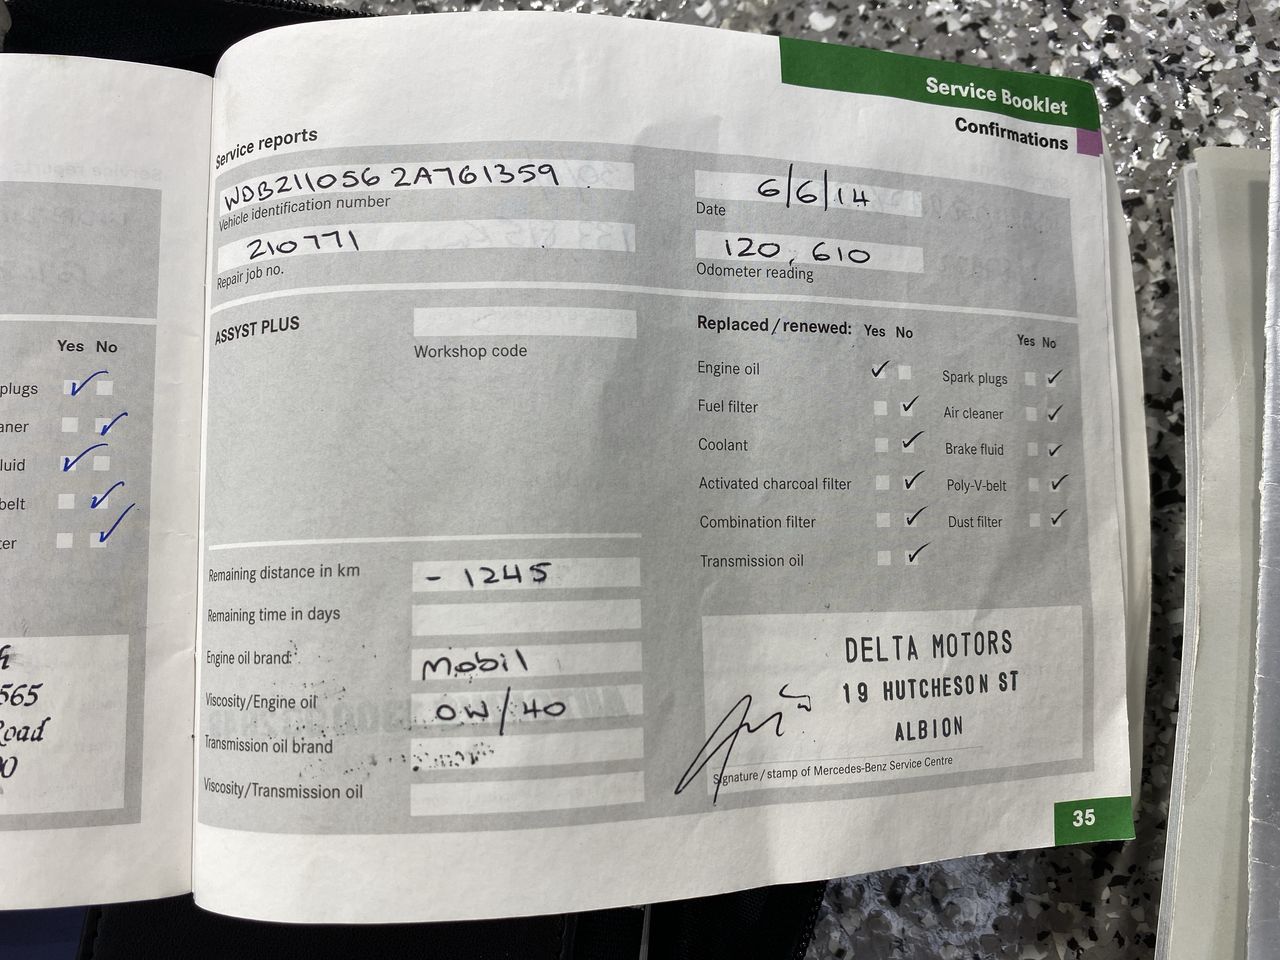 Yes No
plugs
aner
luid
belt
ter
565
Road
Service Booklet
Confirmations
Service reports
WDB2110562A761359
Vehicle identification number
210771
Repair job no.
6/6/14
Date
120,610
Odometer reading
ASSYST PLUS
Workshop code
Replaced/renewed: Yes No
Yes No
Engine oil ✓
Spark plugs ✓
Fuel filter ✓
Air cleaner ✓
Coolant ✓
Brake fluid ✓
Activated charcoal filter ✓
Poly-V-belt ✓
Combination filter ✓
Dust filter ✓
Transmission oil ✓
Remaining distance in km - 1245
Remaining time in days
Engine oil brand: Mobil
Viscosity/Engine oil 0W/40
Transmission oil brand
Viscosity/Transmission oil
DELTA MOTORS
19 HUTCHESON ST
ALBION
Signature/stamp of Mercedes-Benz Service Centre
35